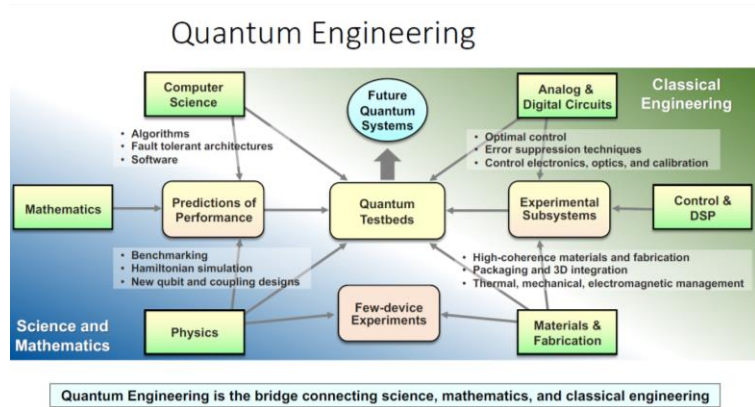 Quantum Engineering
Computer
Science
Future
Quantum
Systems
Analog &
Digital Circuits
Classical
Engineering
• Algorithms
• Fault tolerant architectures
• Software
• Optimal control
• Error suppression techniques
• Control electronics, optics, and calibration
Mathematics
Predictions of
Performance
Quantum
Testbeds
Experimental
Subsystems
Control &
DSP
• Benchmarking
• Hamiltonian simulation
• New qubit and coupling designs
• High-coherence materials and fabrication
• Packaging and 3D integration
• Thermal, mechanical, electromagnetic management
Science and
Mathematics
Physics
Few-device
Experiments
Materials &
Fabrication
Quantum Engineering is the bridge connecting science, mathematics, and classical engineering